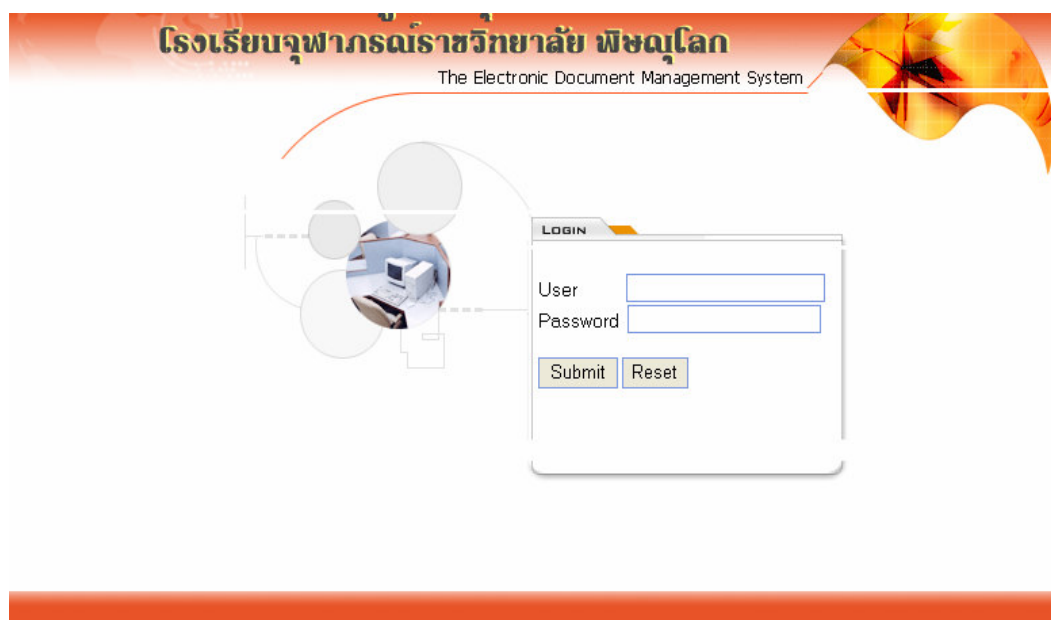 โรงเรียนจุฬาภรณ์ราชวิทยาลัย พิษณุโลก
The Electronic Document Management System
LOGIN
User
Password
Submit Reset